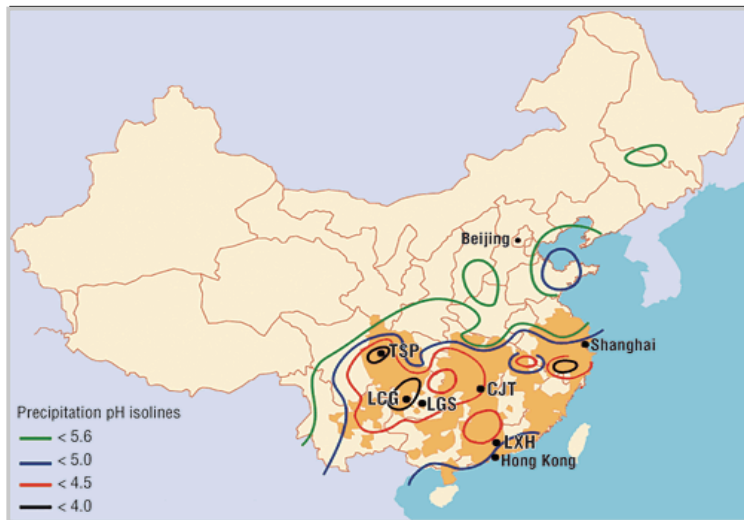 Beijing
Shanghai
TSP
CJT
LCG
LGS
LXH
Hong Kong
Precipitation pH isolines
< 5.6
< 5.0
< 4.5
< 4.0